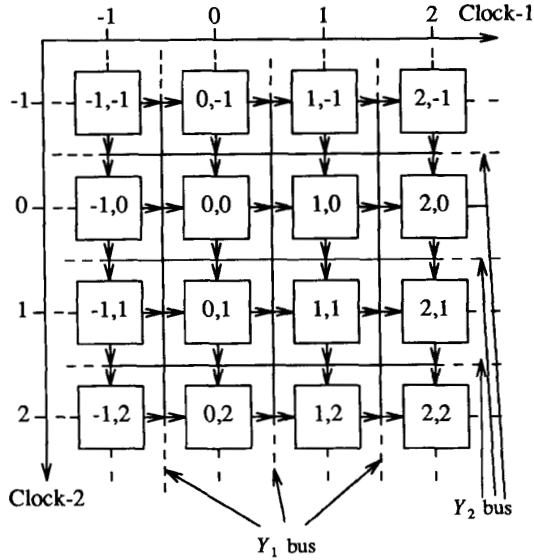 -1 0 1 2 Clock-1
-1 -1,-1 0,-1 1,-1 2,-1
0 -1,0 0,0 1,0 2,0
1 -1,1 0,1 1,1 2,1
2 -1,2 0,2 1,2 2,2
Clock-2
Y₂ bus
Y₁ bus